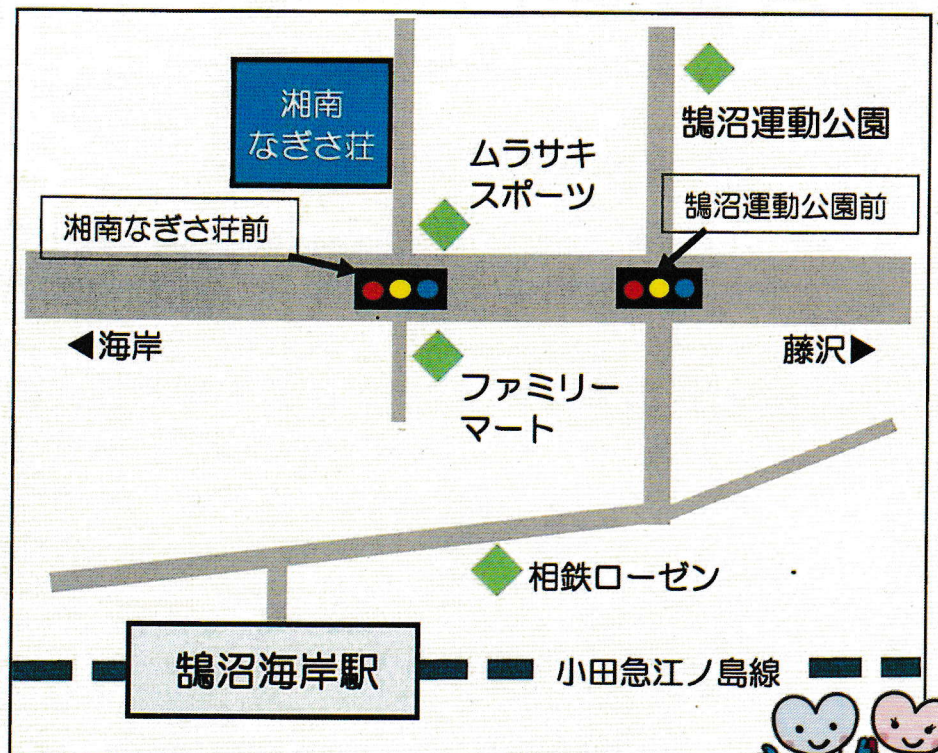 湘南
なぎさ荘
鵠沼運動公園
ムラサキ
スポーツ
鵠沼運動公園前
湘南なぎさ荘前
◀海岸
藤沢▶
ファミリー
マート
相鉄ローゼン
鵠沼海岸駅
小田急江ノ島線